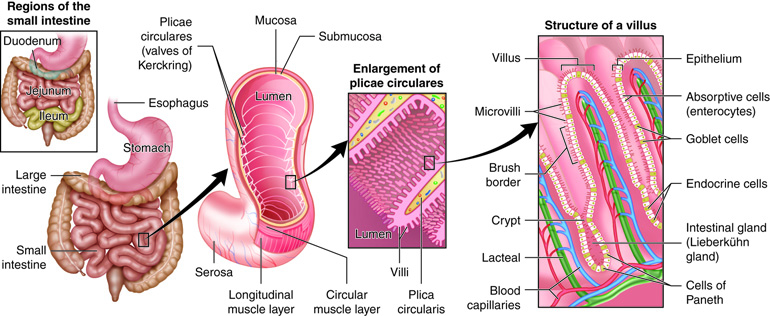 Regions of the
small intestine
Duodenum
Jejunum
Ileum
Esophagus
Stomach
Large
intestine
Small
intestine
Plicae
circulares
(valves of
Kerckring)
Mucosa
Submucosa
Lumen
Serosa
Longitudinal
muscle layer
Circular
muscle layer
Enlargement of
plicae circulares
Lumen
Villi
Plica
circularis
Structure of a villus
Villus
Microvilli
Brush
border
Crypt
Lacteal
Blood
capillaries
Epithelium
Absorptive cells
(enterocytes)
Goblet cells
Endocrine cells
Intestinal gland
(Lieberkühn
gland)
Cells of
Paneth